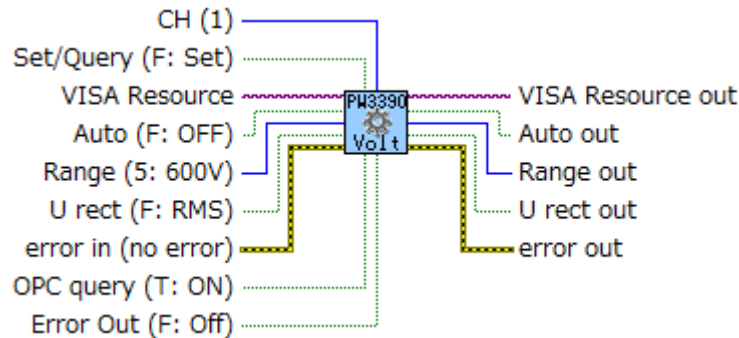 CH (1)
Set/Query (F: Set)
VISA Resource
Auto (F: OFF)
Range (5: 600V)
U rect (F: RMS)
error in (no error)
OPC query (T: ON)
Error Out (F: Off)
PW3390
Volt
VISA Resource out
Auto out
Range out
U rect out
error out